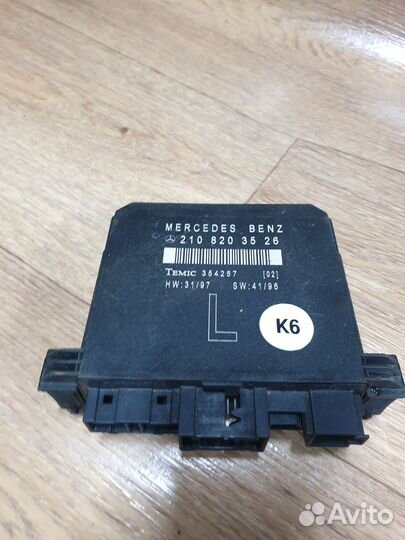 MERCEDES BENZ
210 820 35 26
TEMIC 354267 [02]
HW:31/97 SW:41/96
L
K6
Avito